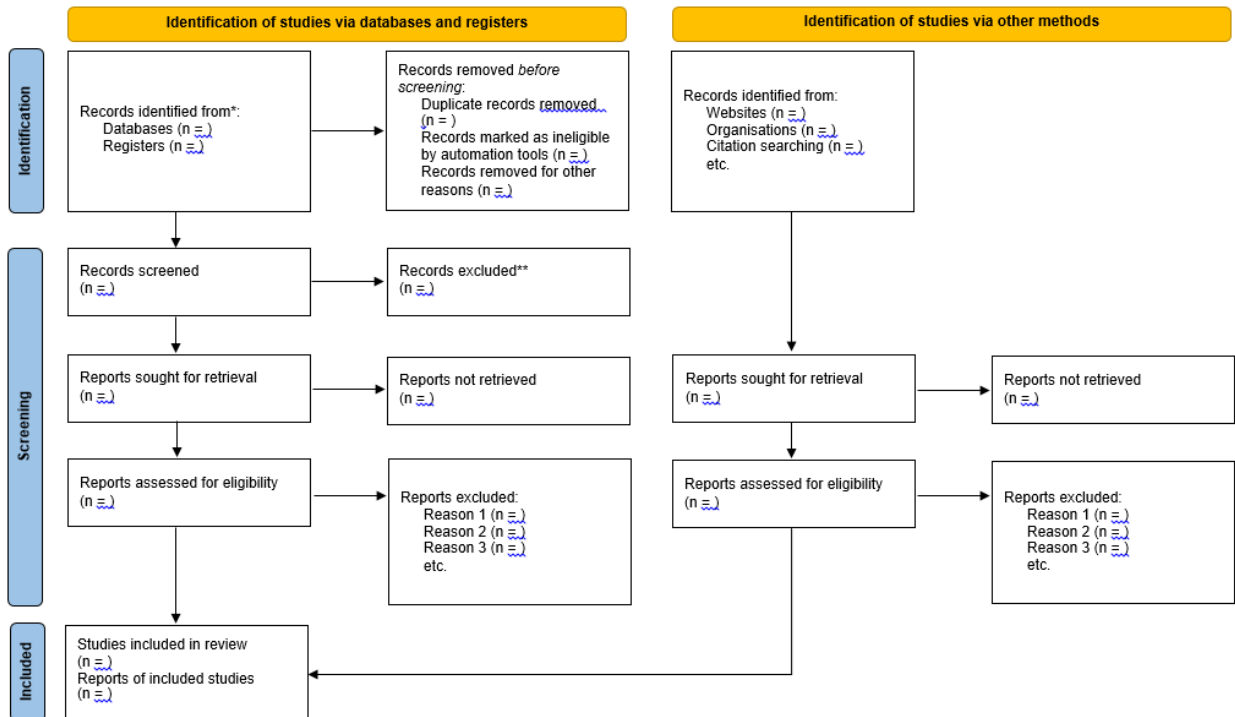 Identification of studies via databases and registers
Identification of studies via other methods
Identification
Records identified from*:
Databases (n = )
Registers (n = )
Records removed before
screening:
Duplicate records removed
(n = )
Records marked as ineligible
by automation tools (n = )
Records removed for other
reasons (n = )
Records identified from:
Websites (n = )
Organisations (n = )
Citation searching (n = )
etc.
Screening
Records screened
(n = )
Records excluded**
(n = )
Reports sought for retrieval
(n = )
Reports not retrieved
(n = )
Reports sought for retrieval
(n = )
Reports not retrieved
(n = )
Reports assessed for eligibility
(n = )
Reports excluded:
Reason 1 (n = )
Reason 2 (n = )
Reason 3 (n = )
etc.
Reports assessed for eligibility
(n = )
Reports excluded:
Reason 1 (n = )
Reason 2 (n = )
Reason 3 (n = )
etc.
Included
Studies included in review
(n = )
Reports of included studies
(n = )